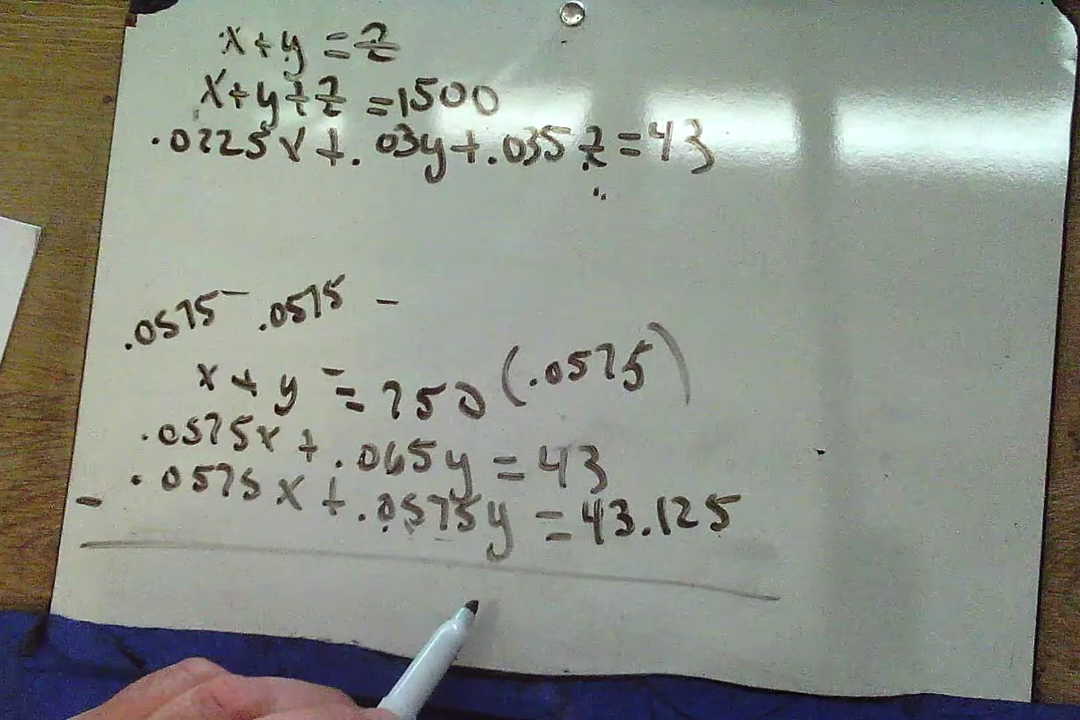 x+y=z
x+y+z=1500
.0225x+.03y+.035z=43
.0575 .0575 -
x+y=750(.0575)
.0575x+.065y=43
- .0575x+.0575y=43.125